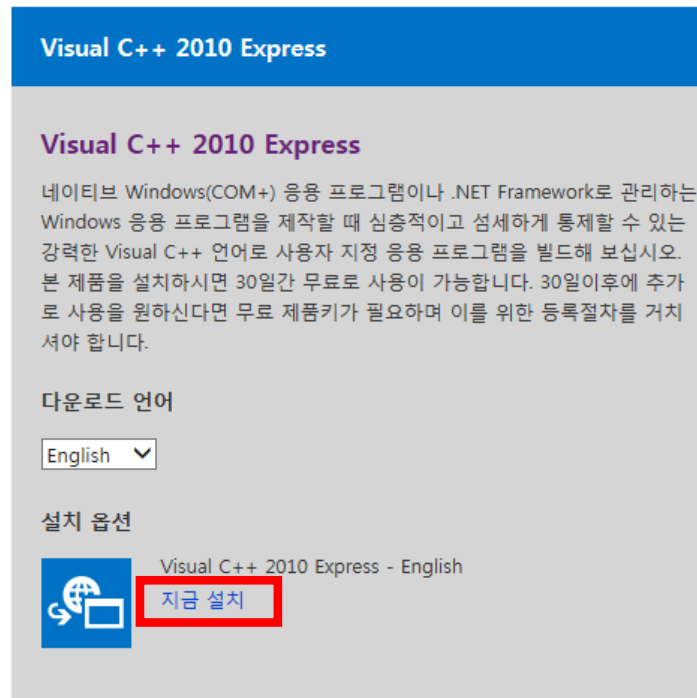 Visual C++ 2010 Express
Visual C++ 2010 Express
네이티브 Windows(COM+) 응용 프로그램이나 .NET Framework로 관리하는
Windows 응용 프로그램을 제작할 때 심층적이고 섬세하게 통제할 수 있는
강력한 Visual C++ 언어로 사용자 지정 응용 프로그램을 빌드해 보십시오.
본 제품을 설치하시면 30일간 무료로 사용이 가능합니다. 30일이후에 추가
로 사용을 원하신다면 무료 제품키가 필요하며 이를 위한 등록절차를 거치
셔야 합니다.
다운로드 언어
English
설치 옵션
Visual C++ 2010 Express - English
지금 설치